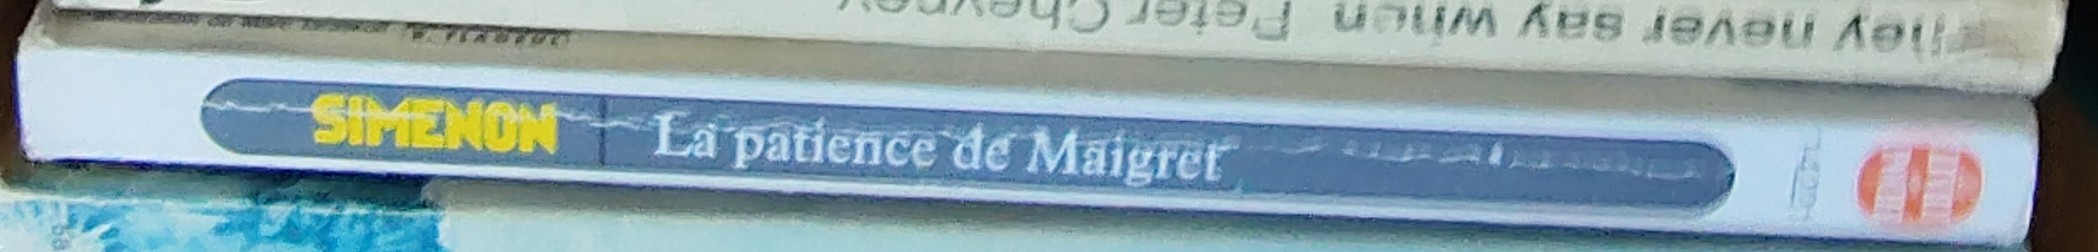 They never say when Peter Cheyney
SIMENON La patience de Maigret